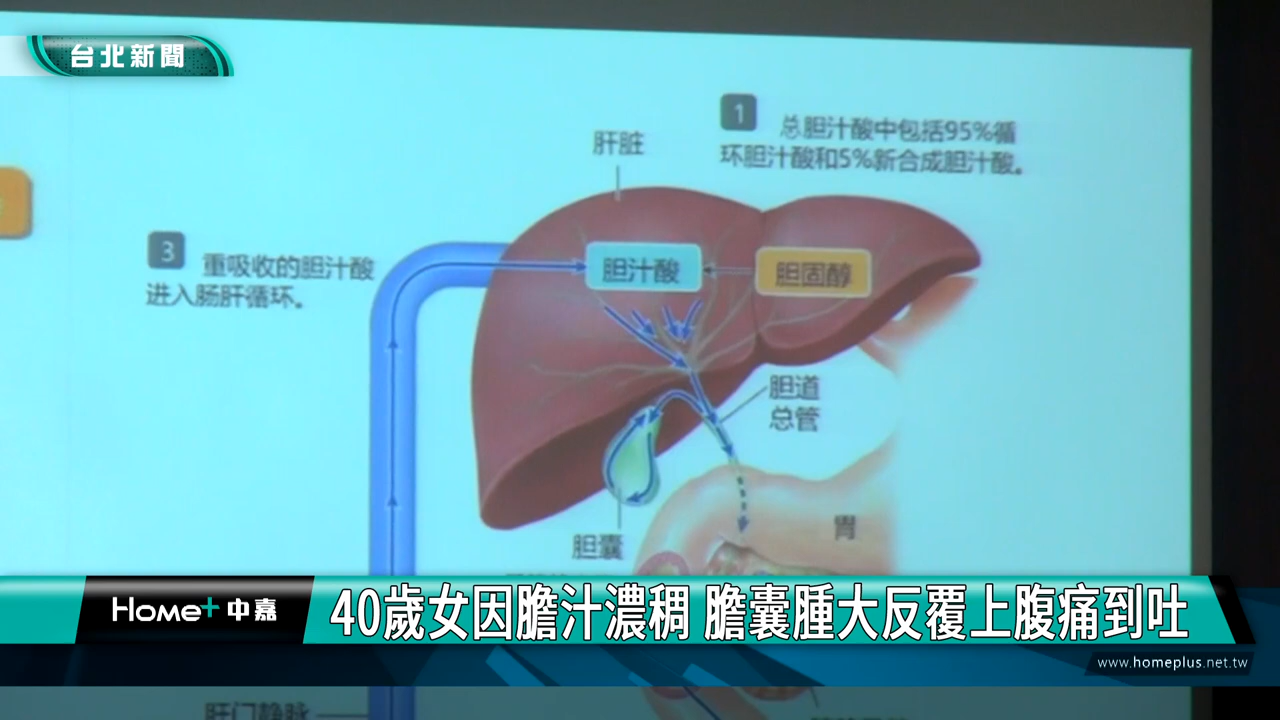 台北新聞
1 总胆汁酸中包括95%循
环胆汁酸和5%新合成胆汁酸。
肝脏
3 重吸收的胆汁酸
进入肠肝循环。
胆汁酸
胆固醇
胆道
总管
胃
胆囊
Home+中嘉
40歲女因膽汁濃稠 膽囊腫大反覆上腹痛到吐
www.homeplus.net.tw
肝门静脉